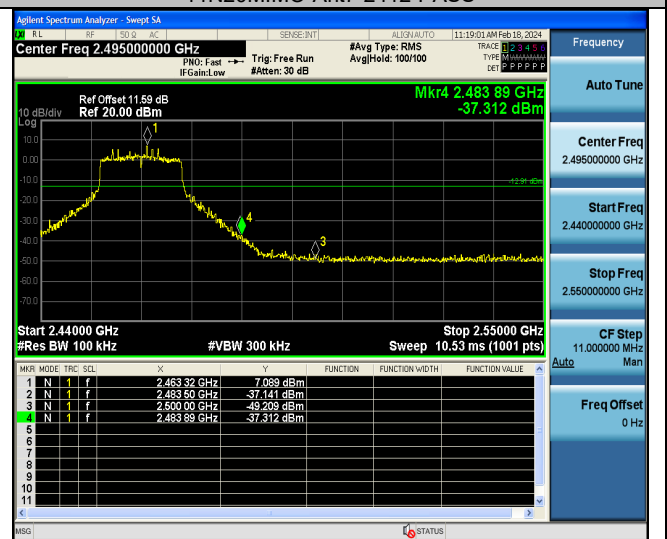 Agilent Spectrum Analyzer - Swept SA
RL RF 50 Ω AC SENSE:INT ALIGN AUTO 11:19:01 AM Feb 18, 2024
Center Freq 2.495000000 GHz #Avg Type: RMS TRACE 1 2 3 4 5 6
PNO: Fast Trig: Free Run Avg|Hold: 100/100 TYPE M
IFGain:Low #Atten: 30 dB DET P P P P P P
Mkr4 2.483 89 GHz
-37.312 dBm
Ref Offset 11.59 dB
10 dB/div Ref 20.00 dBm
Log
10.0
0.00
-10.0
-20.0
-30.0
-40.0
-50.0
-60.0
-70.0
1
4
3
-12.91 dBm
Start 2.44000 GHz Stop 2.55000 GHz
#Res BW 100 kHz #VBW 300 kHz Sweep 10.53 ms (1001 pts)
MKR MODE TRC SCL X Y FUNCTION FUNCTION WIDTH FUNCTION VALUE
1 N 1 f 2.463 32 GHz 7.089 dBm
2 N 1 f 2.483 50 GHz -37.141 dBm
3 N 1 f 2.500 00 GHz -49.209 dBm
4 N 1 f 2.483 89 GHz -37.312 dBm
5
6
7
8
9
10
11
MSG STATUS
Frequency
Auto Tune
Center Freq
2.495000000 GHz
Start Freq
2.440000000 GHz
Stop Freq
2.550000000 GHz
CF Step
11.000000 MHz
Auto Man
Freq Offset
0 Hz